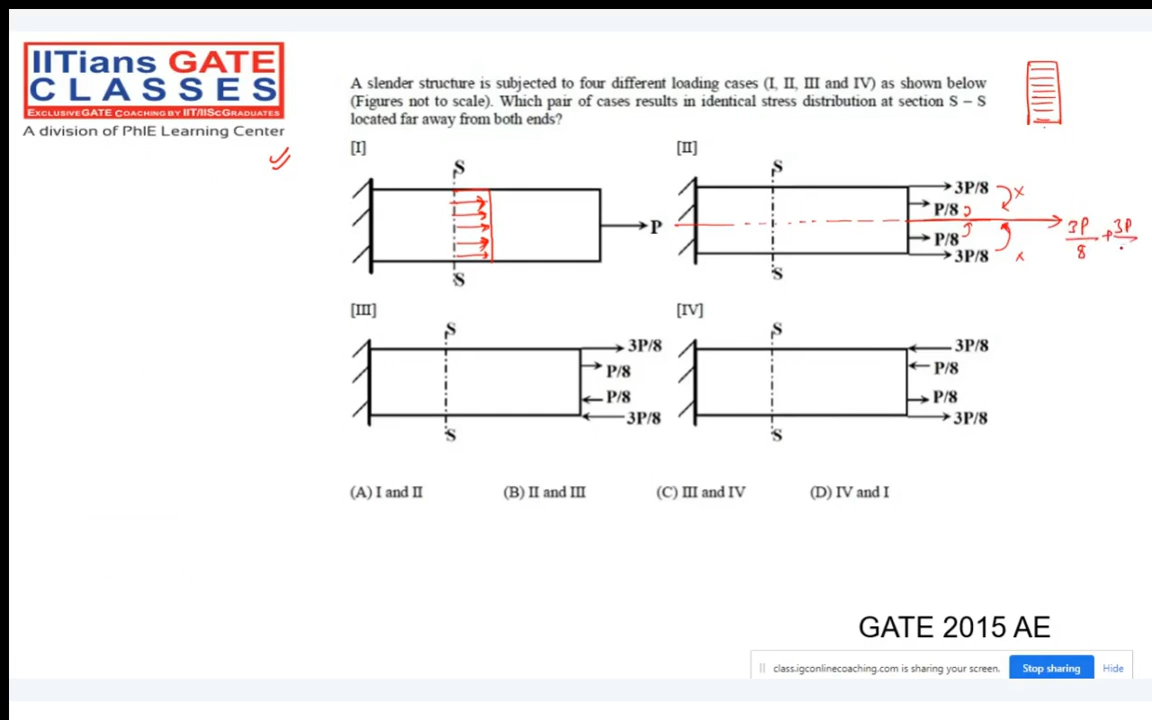 IITians GATE
CLASSES
EXCLUSIVE GATE COACHING BY IIT/IISC GRADUATES
A division of PhIE Learning Center
A slender structure is subjected to four different loading cases (I, II, III and IV) as shown below
(Figures not to scale). Which pair of cases results in identical stress distribution at section S – S
located far away from both ends?
[I]
S
P
S
[II]
S
3P/8
P/8
P/8
3P/8
S
3P/8 + 3P
[III]
S
3P/8
P/8
P/8
3P/8
S
[IV]
S
3P/8
P/8
P/8
3P/8
S
(A) I and II (B) II and III (C) III and IV (D) IV and I
GATE 2015 AE
class.igconlinecoaching.com is sharing your screen. Stop sharing Hide